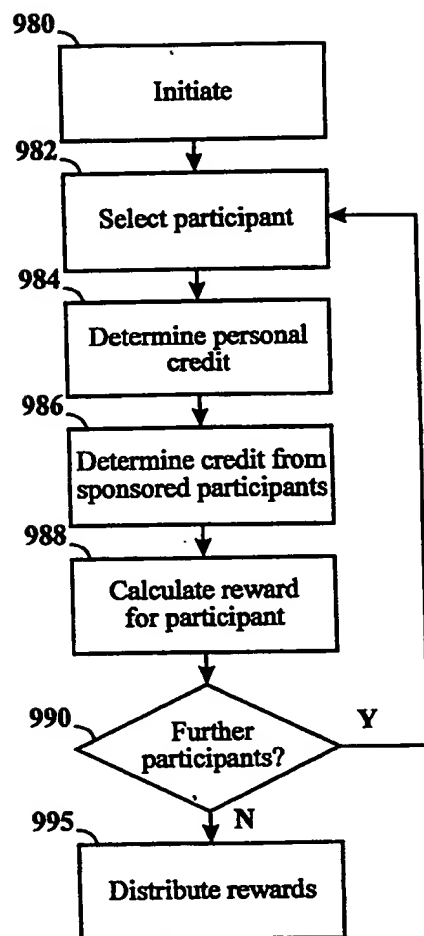 980
Initiate
982
Select participant
984
Determine personal
credit
986
Determine credit from
sponsored participants
988
Calculate reward
for participant
990
Further
participants?
Y
N
995
Distribute rewards